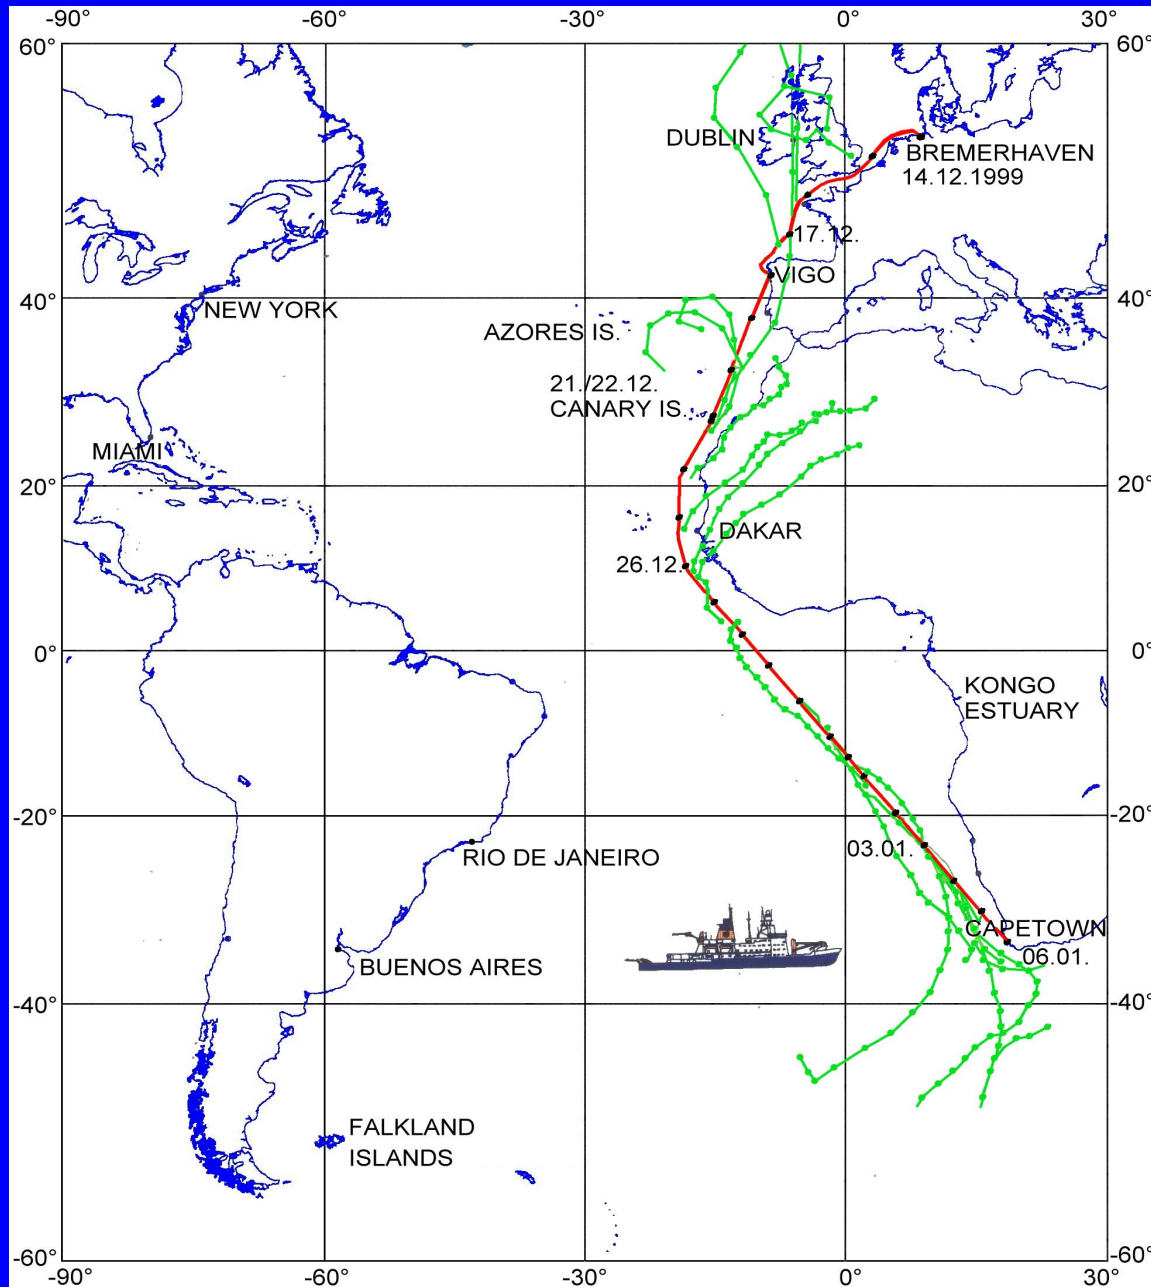 -90° -60° -30° 0° 30°
60° 60°
DUBLIN
BREMERHAVEN
14.12.1999
17.12.
VIGO
40° 40°
NEW YORK
AZORES IS.
21./22.12.
CANARY IS.
MIAMI
20° 20°
DAKAR
26.12.
0° 0°
KONGO
ESTUARY
-20° -20°
03.01.
RIO DE JANEIRO
CAPETOWN
06.01.
BUENOS AIRES
-40° -40°
FALKLAND
ISLANDS
-60° -60°
-90° -60° -30° 0° 30°